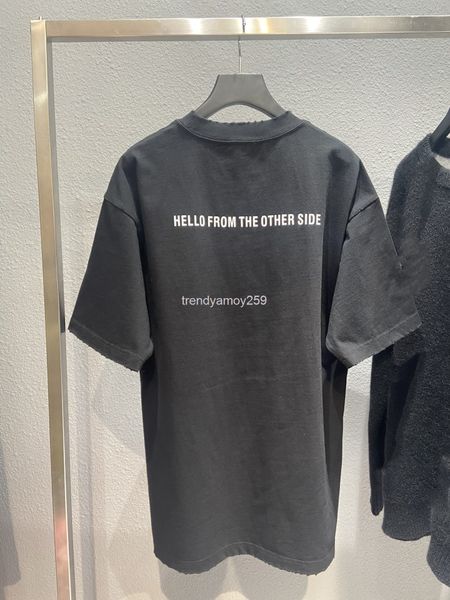 HELLO FROM THE OTHER SIDE
trendyamoy259